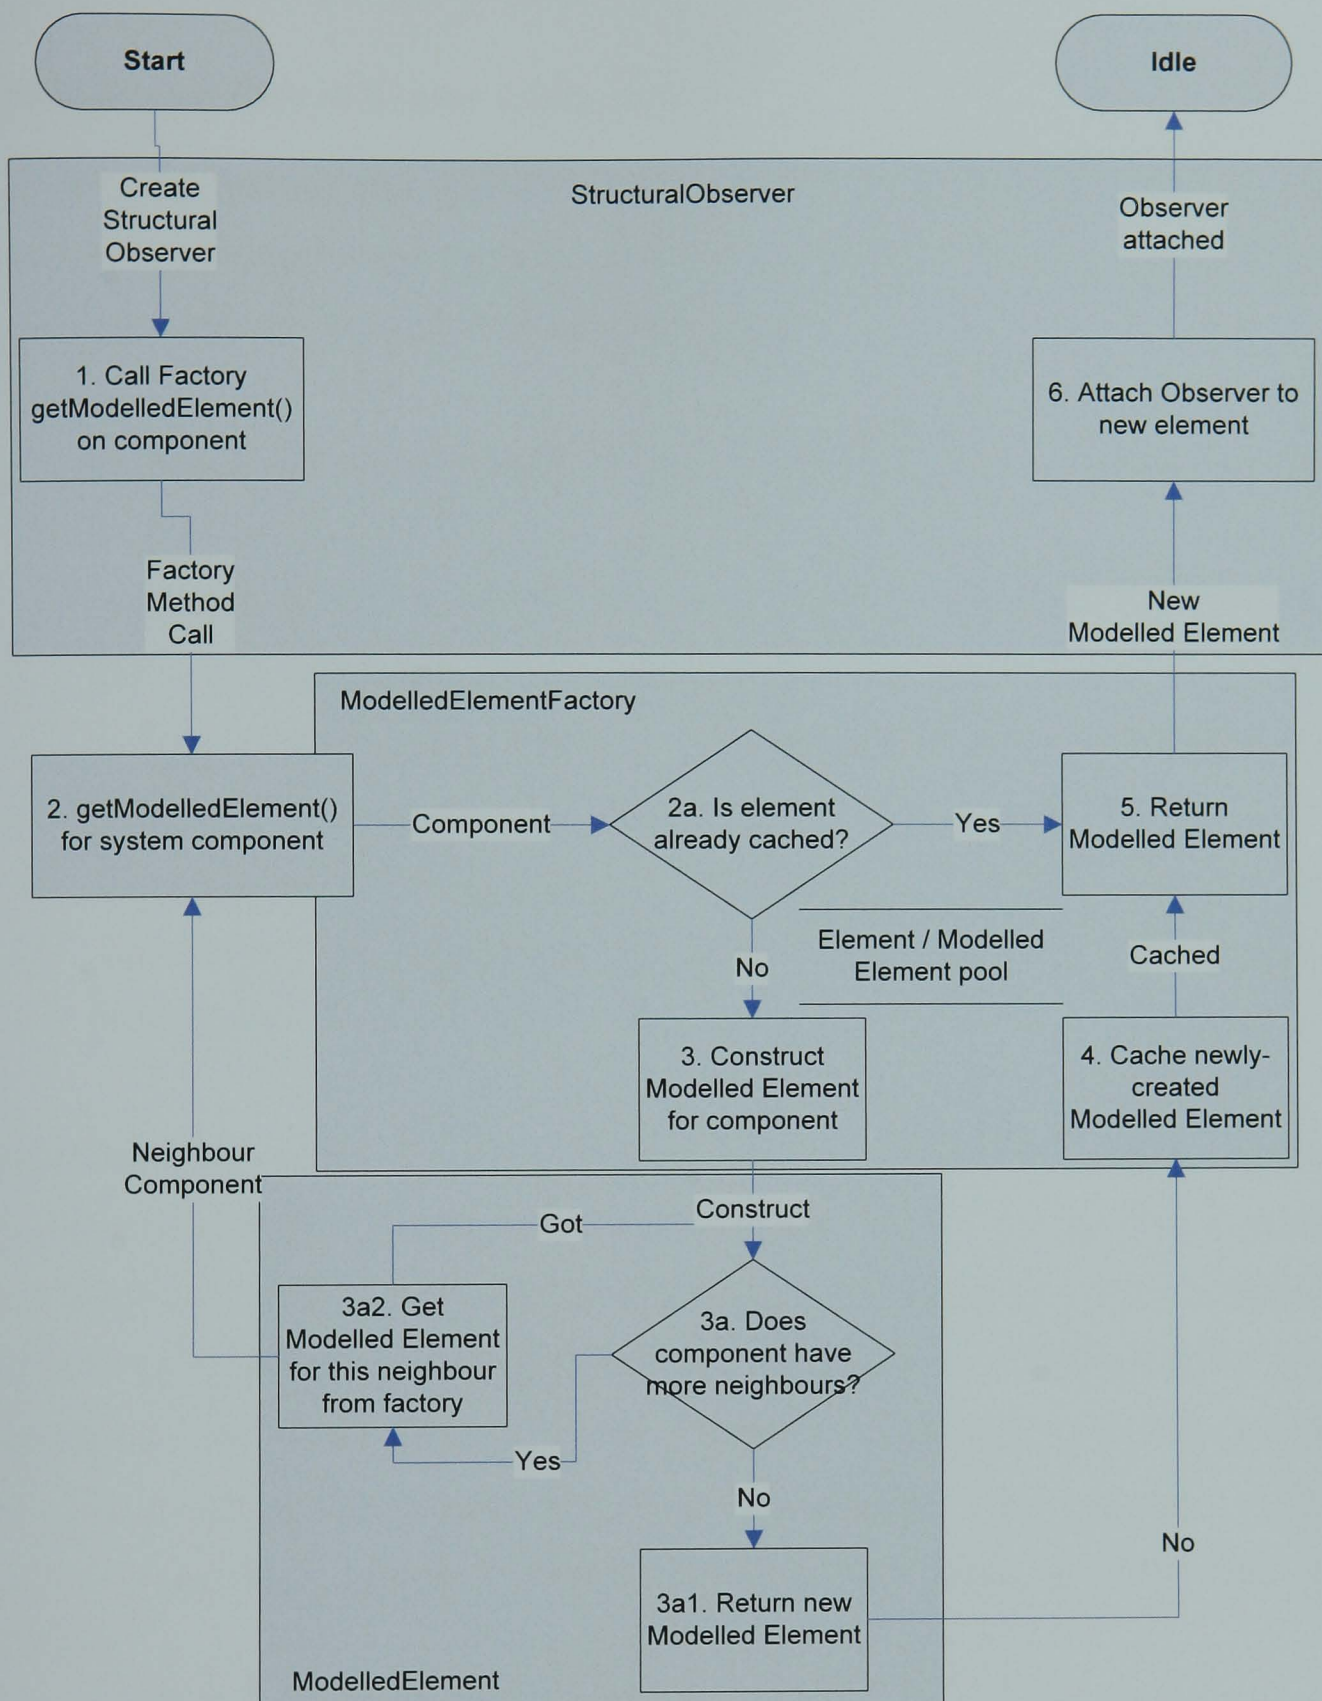 Start
Idle
StructuralObserver
Create
Structural
Observer
Observer
attached
1. Call Factory
getModelledElement()
on component
6. Attach Observer to
new element
Factory
Method
Call
New
Modelled Element
ModelledElementFactory
2. getModelledElement()
for system component
Component
2a. Is element
already cached?
Yes
5. Return
Modelled Element
No
Element / Modelled
Element pool
Cached
3. Construct
Modelled Element
for component
4. Cache newly-
created
Modelled Element
Neighbour
Component
Construct
Got
3a2. Get
Modelled Element
for this neighbour
from factory
3a. Does
component have
more neighbours?
Yes
No
No
3a1. Return new
Modelled Element
ModelledElement